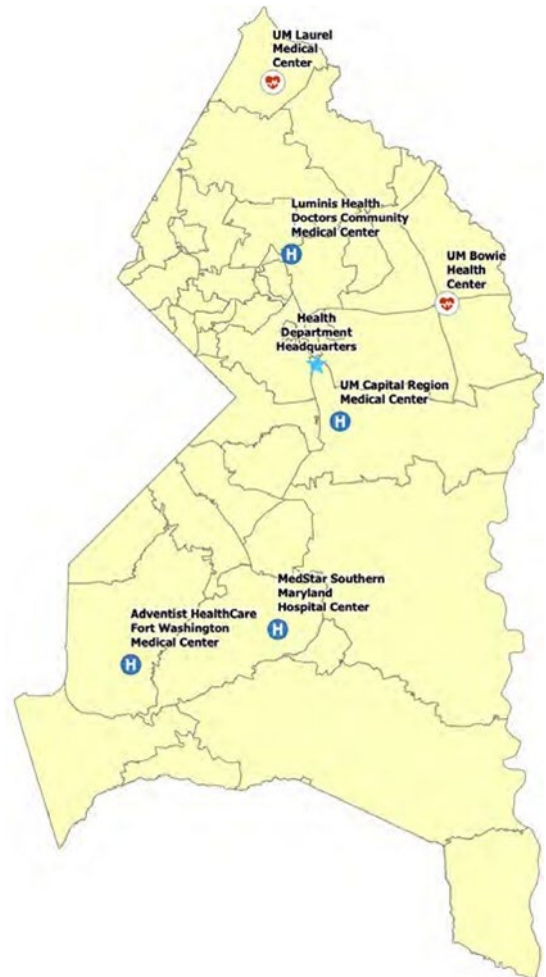 UM Laurel
Medical
Center
Luminis Health
Doctors Community
Medical Center
H
UM Bowie
Health
Center
Health
Department
Headquarters
UM Capital Region
Medical Center
H
MedStar Southern
Maryland
Hospital Center
H
Adventist HealthCare
Fort Washington
Medical Center
H